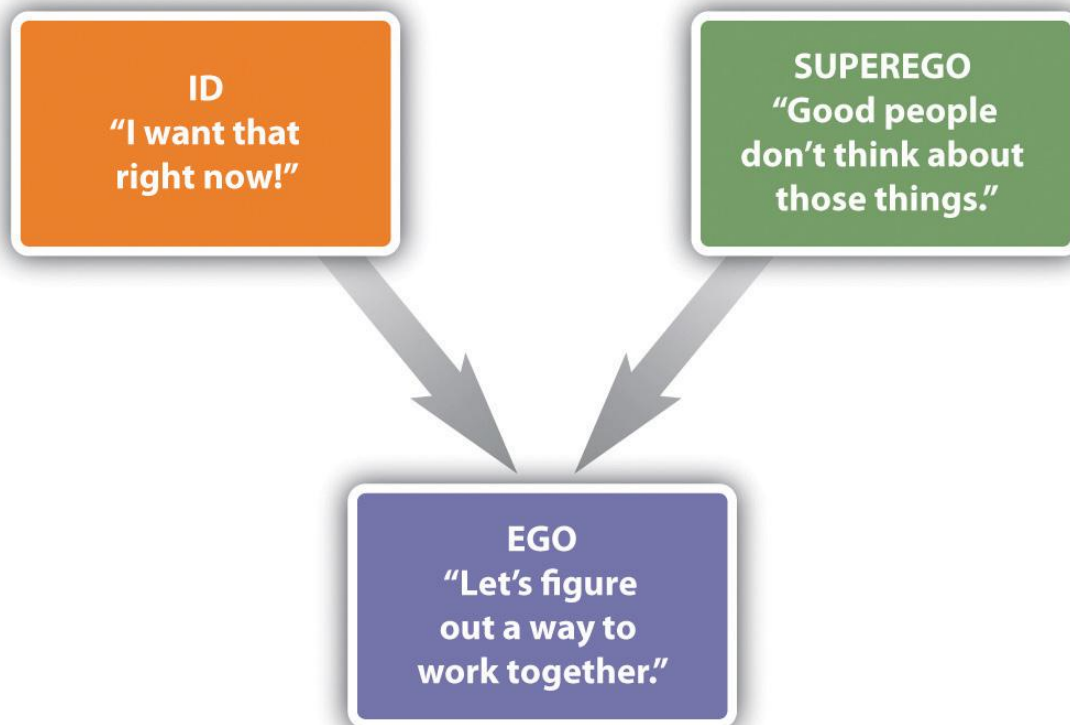 ID
“I want that
right now!”
SUPEREGO
“Good people
don’t think about
those things.”
EGO
“Let’s figure
out a way to
work together.”